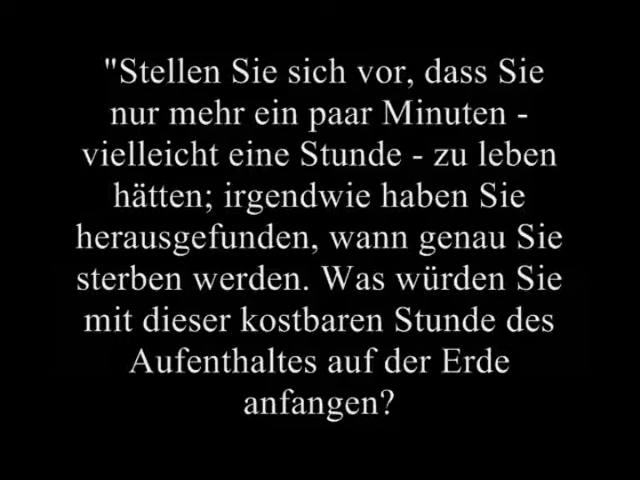 "Stellen Sie sich vor, dass Sie
nur mehr ein paar Minuten -
vielleicht eine Stunde - zu leben
hätten; irgendwie haben Sie
herausgefunden, wann genau Sie
sterben werden. Was würden Sie
mit dieser kostbaren Stunde des
Aufenthaltes auf der Erde
anfangen?